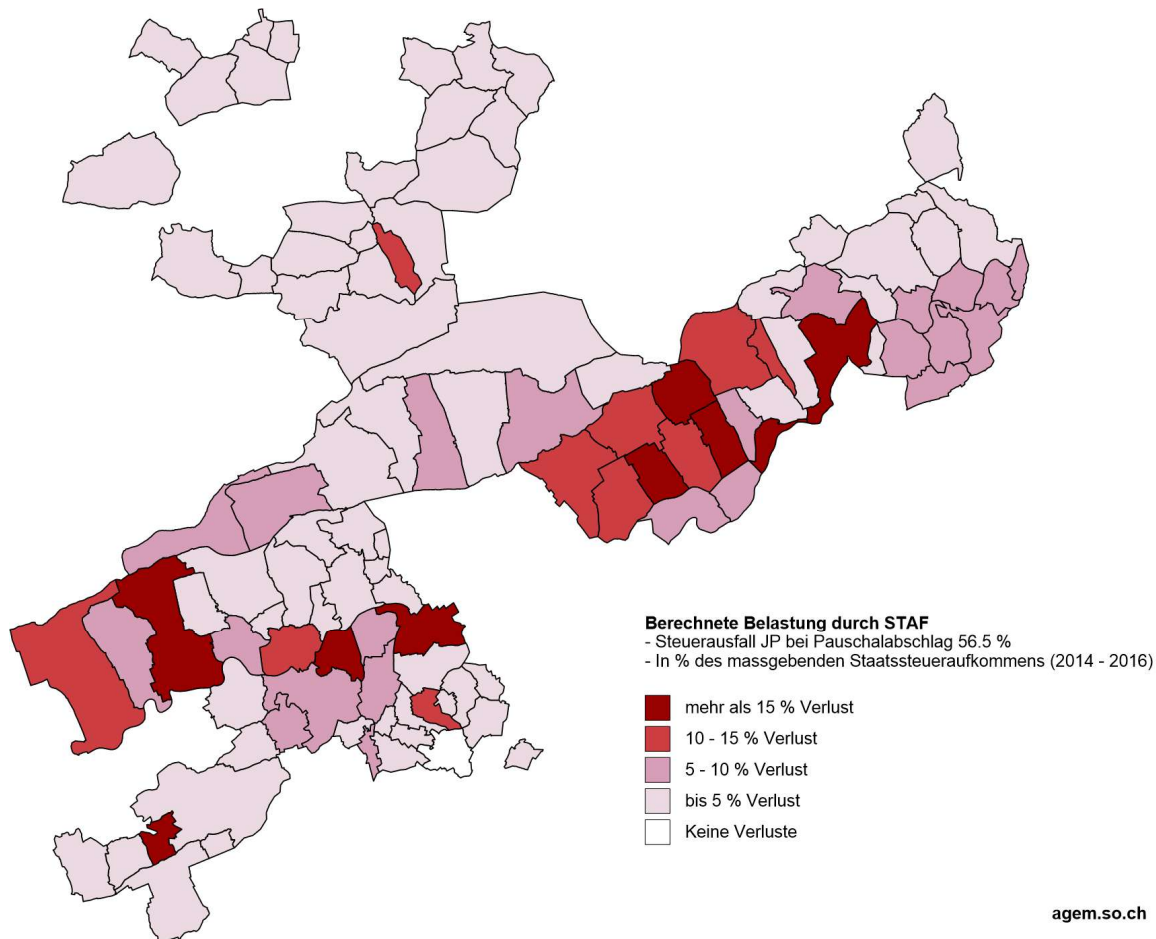 Berechnete Belastung durch STAF
- Steuerausfall JP bei Pauschalabschlag 56.5 %
- In % des massgebenden Staatssteueraufkommens (2014 - 2016)
mehr als 15 % Verlust
10 - 15 % Verlust
5 - 10 % Verlust
bis 5 % Verlust
Keine Verluste
agem.so.ch